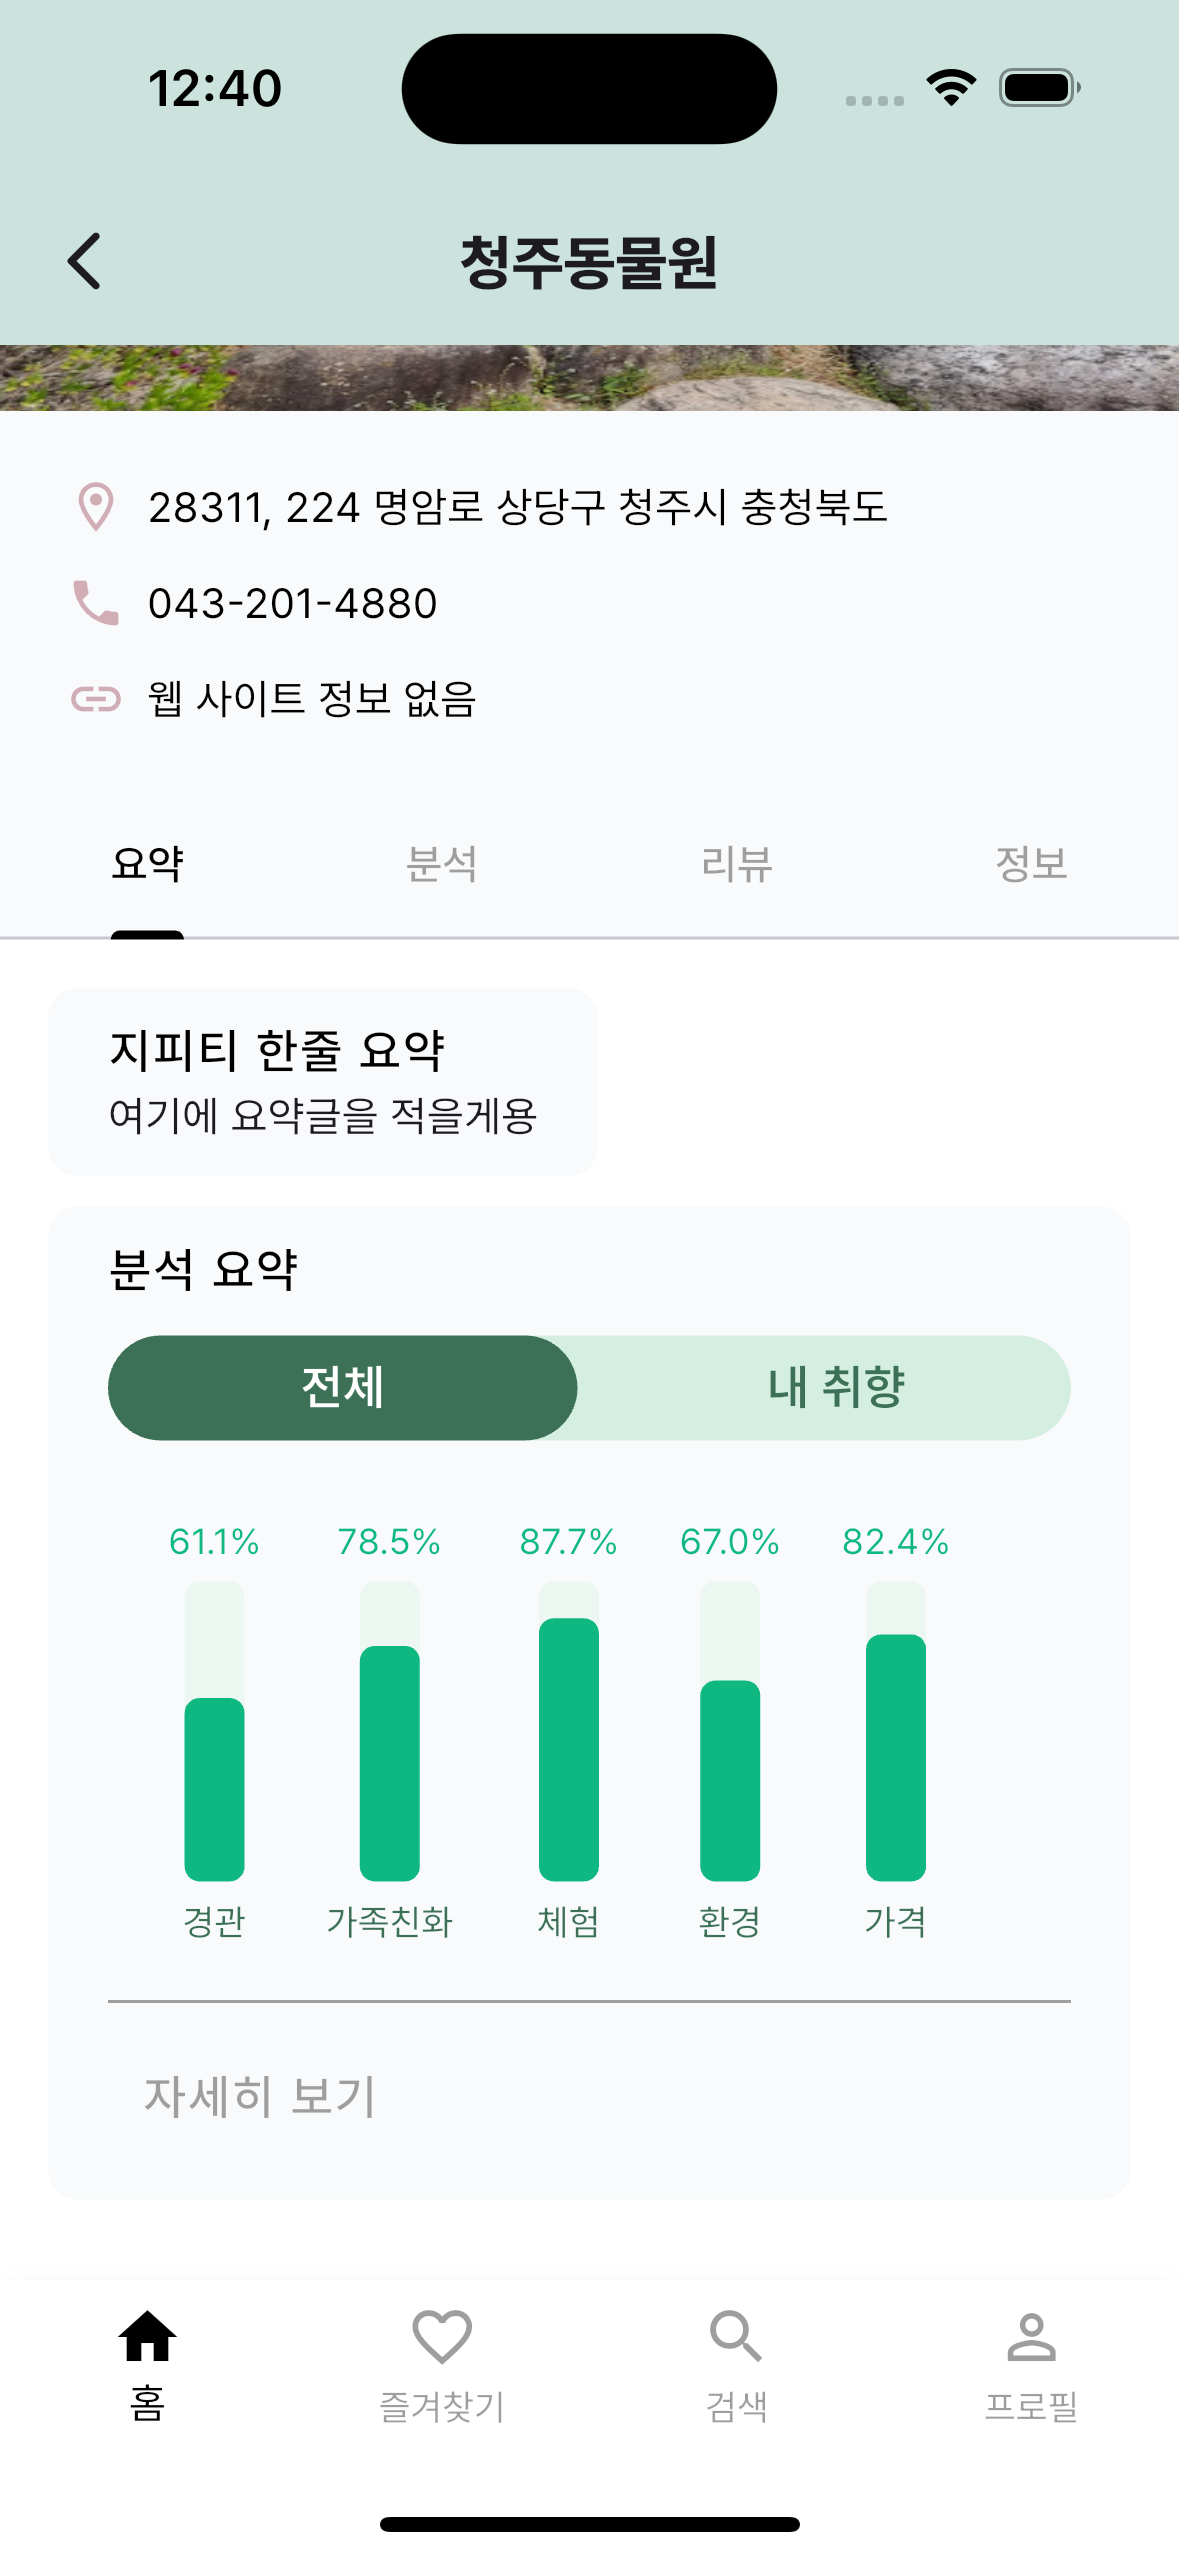 12:40
청주동물원
28311, 224 명암로 상당구 청주시 충청북도
043-201-4880
웹 사이트 정보 없음
요약 분석 리뷰 정보
지피티 한줄 요약
여기에 요약글을 적을게용
분석 요약
전체 내 취향
61.1% 78.5% 87.7% 67.0% 82.4%
경관 가족친화 체험 환경 가격
자세히 보기
홈 즐겨찾기 검색 프로필